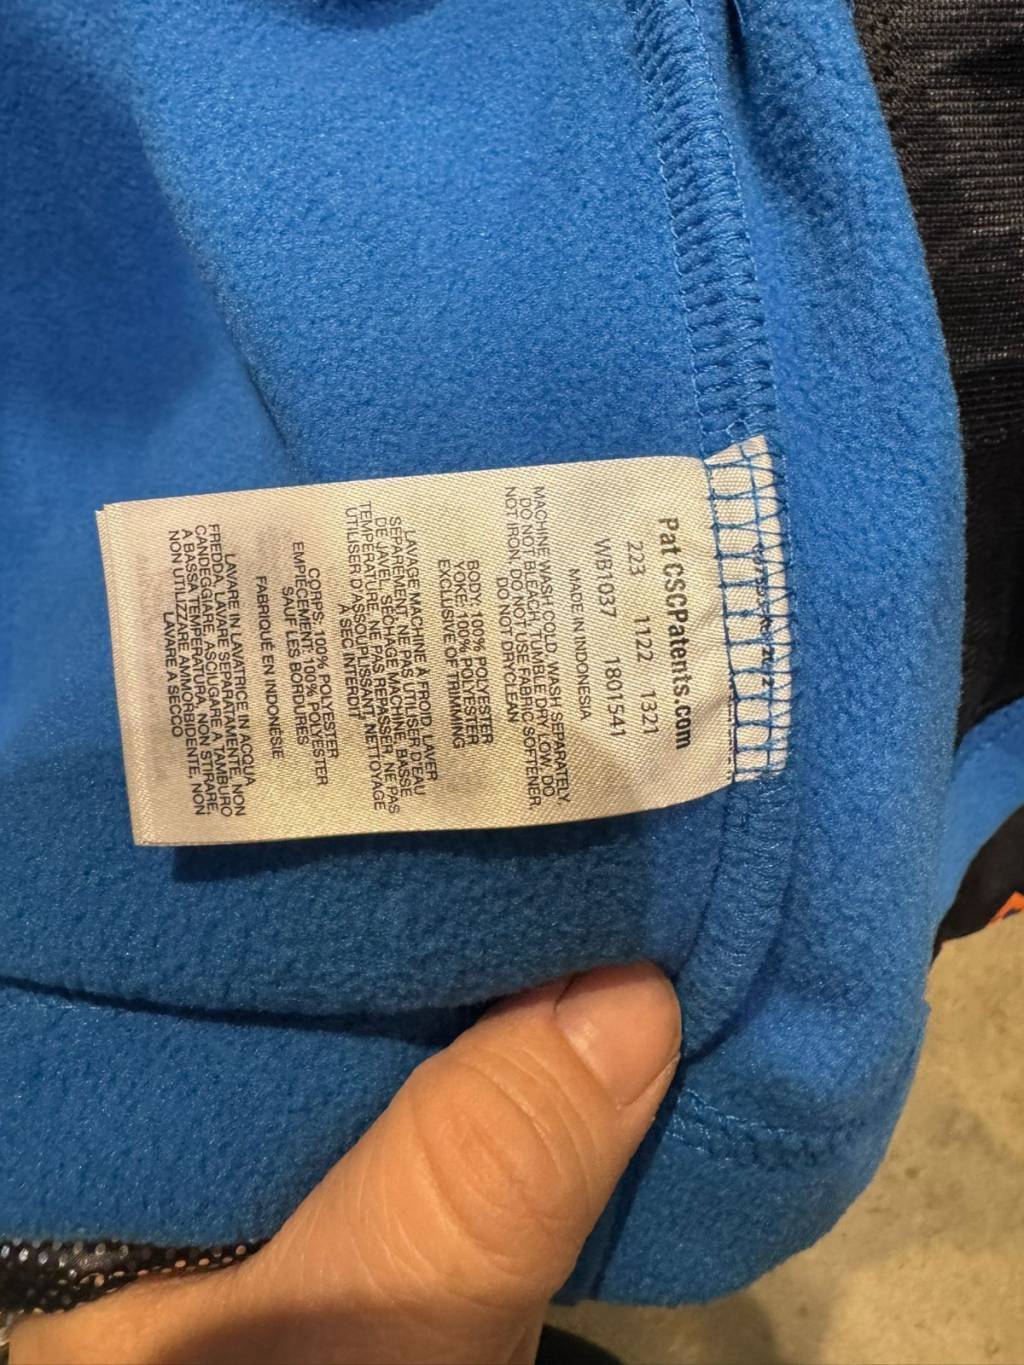 Pat CSCPatents.com
223 1122 1321
WB1037 1801541
MADE IN INDONESIA
MACHINE WASH COLD, WASH SEPARATELY,
DO NOT BLEACH, TUMBLE DRY LOW, DO
NOT IRON, DO NOT USE FABRIC SOFTENER,
DO NOT DRYCLEAN
BODY: 100% POLYESTER
YOKE: 100% POLYESTER
EXCLUSIVE OF TRIMMING
LAVAGE MACHINE À FROID, LAVER
SEPAREMENT, NE PAS UTILISER D'EAU
DE JAVEL, SÉCHAGE MACHINE, BASSE
TEMPERATURE, NE PAS REPASSER, NE PAS
UTILISER D'ASSOUPLISSANT, NETTOYAGE
À SEC INTERDIT
CORPS: 100% POLYESTER
EMPIÈCEMENT: 100% POLYESTER
SAUF LES BORDURES
FABRIQUÉ EN INDONÉSIE
LAVARE IN LAVATRICE IN ACQUA
FREDDA, LAVARE SEPARATAMENTE, NON
CANDEGGIARE, ASCIUGARE A TAMBURO
A BASSA TEMPERATURA, NON STIRARE,
NON UTILIZZARE AMMORBIDENTE, NON
LAVARE A SECCO